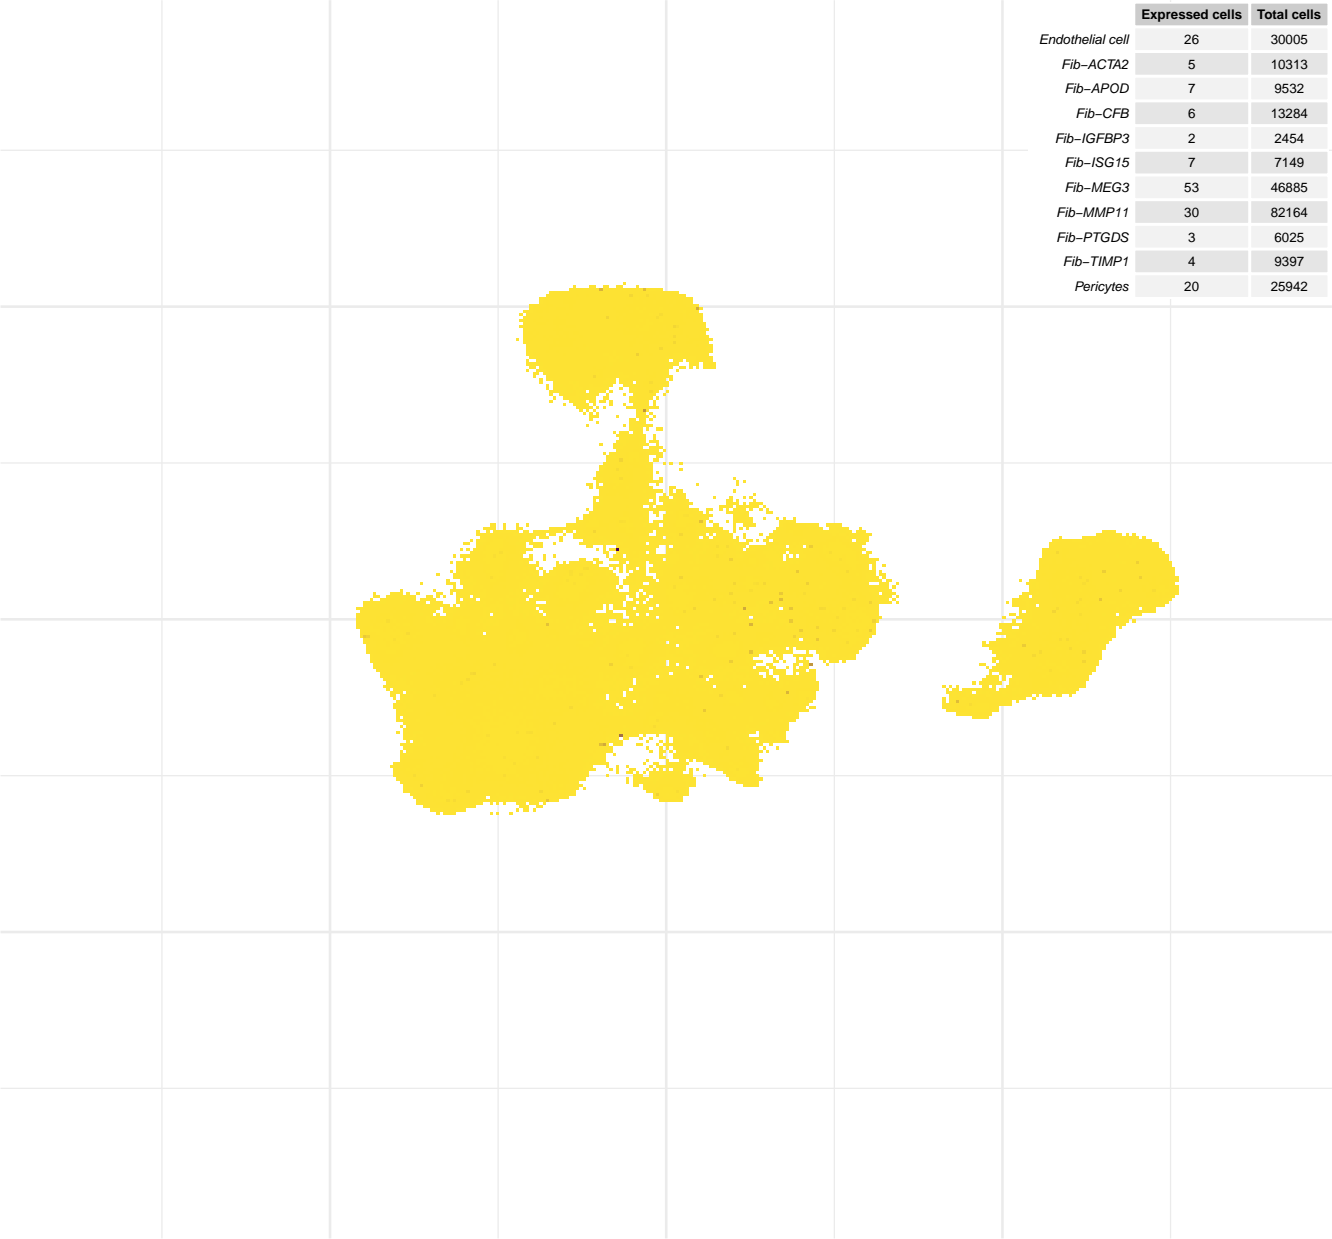 Expressed cells Total cells
Endothelial cell 26 30005
Fib−ACTA2 5 10313
Fib−APOD 7 9532
Fib−CFB 6 13284
Fib−IGFBP3 2 2454
Fib−ISG15 7 7149
Fib−MEG3 53 46885
Fib−MMP11 30 82164
Fib−PTGDS 3 6025
Fib−TIMP1 4 9397
Pericytes 20 25942